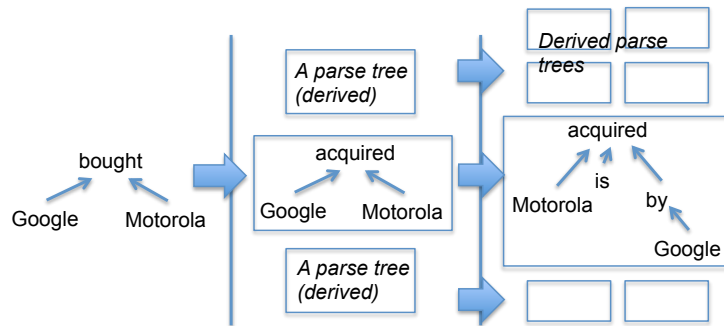 bought
Google Motorola
A parse tree
(derived)
acquired
Google Motorola
A parse tree
(derived)
Derived parse
trees
acquired
is
Motorola
by
Google